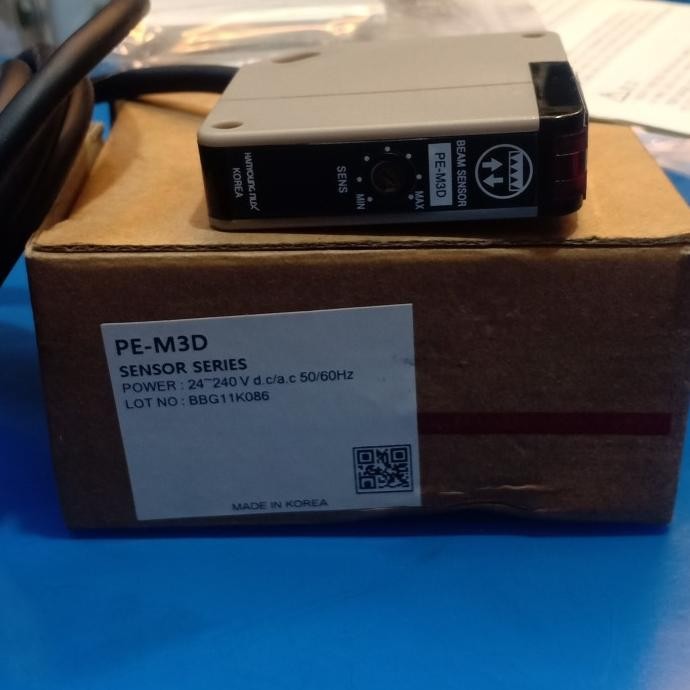 BEAM SENSOR
PE-M3D
MAX
MIN
SENS
HANYOUNG NUX
KOREA
PE-M3D
SENSOR SERIES
POWER : 24~240 V d.c/a.c 50/60Hz
LOT NO : BBG11K086
MADE IN KOREA